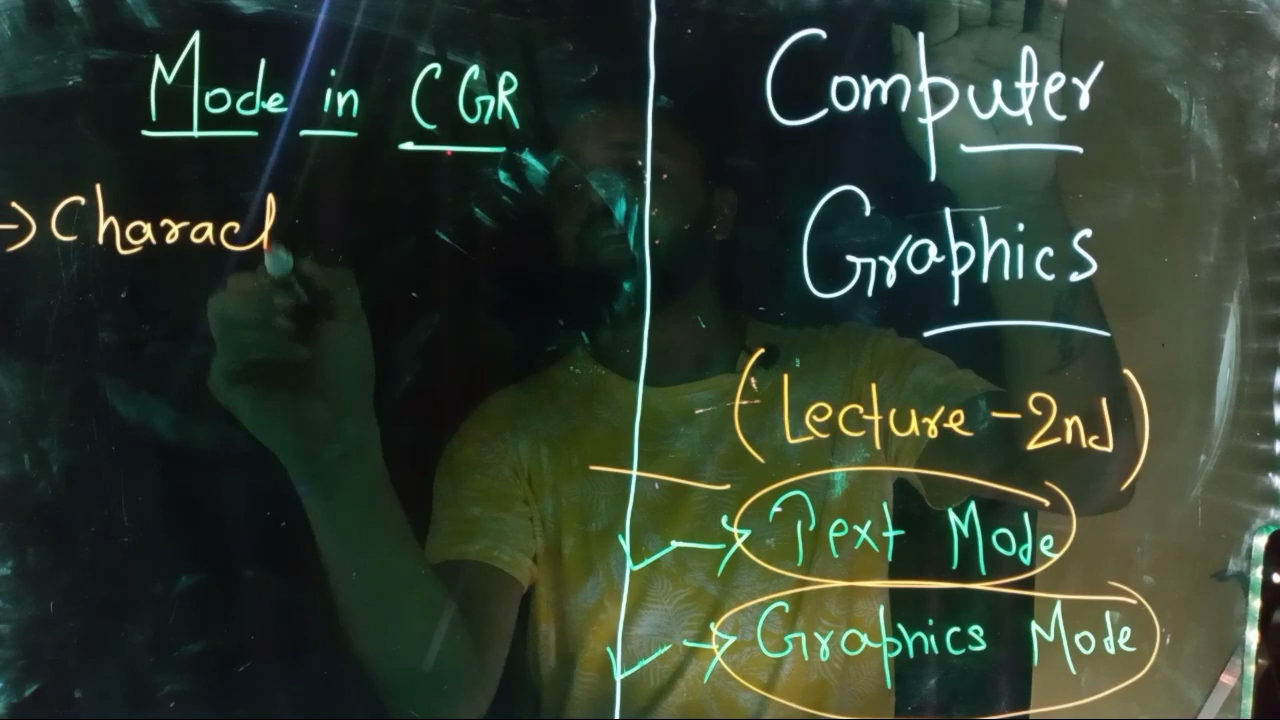 Mode in CGR
→ Charact
Computer
Graphics
(Lecture - 2nd)
→ Text Mode
→ Graphics Mode